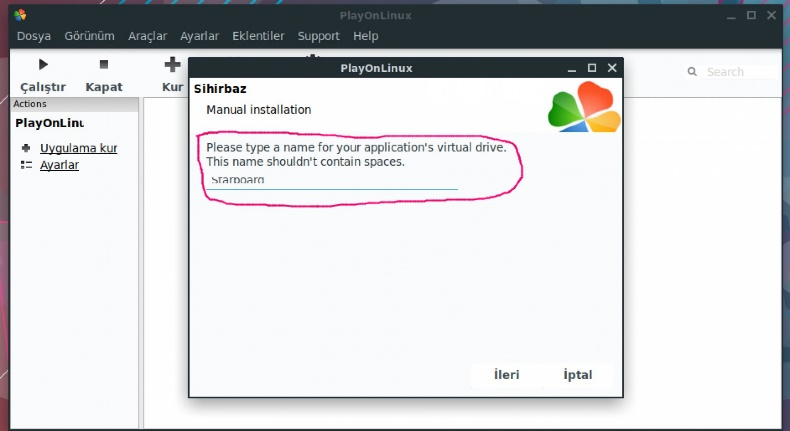 PlayOnLinux
Dosya Görünüm Araçlar Ayarlar Eklentiler Support Help
Çalıştır Kapat Kur
Search
Actions
PlayOnLinu
Uygulama kur
Ayarlar
PlayOnLinux
Sihirbaz
Manual installation
Please type a name for your application's virtual drive.
This name shouldn't contain spaces.
Starboard
İleri İptal